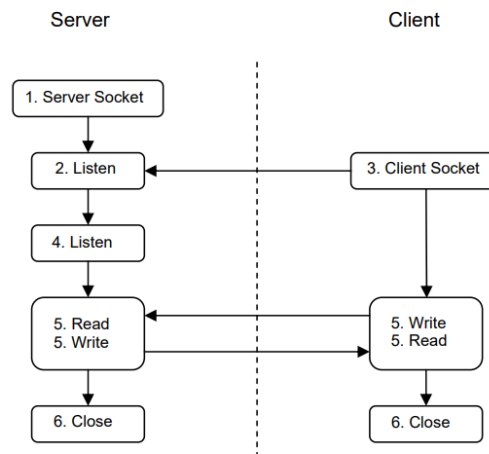 Server
Client
1. Server Socket
2. Listen
3. Client Socket
4. Listen
5. Read
5. Write
5. Write
5. Read
6. Close
6. Close